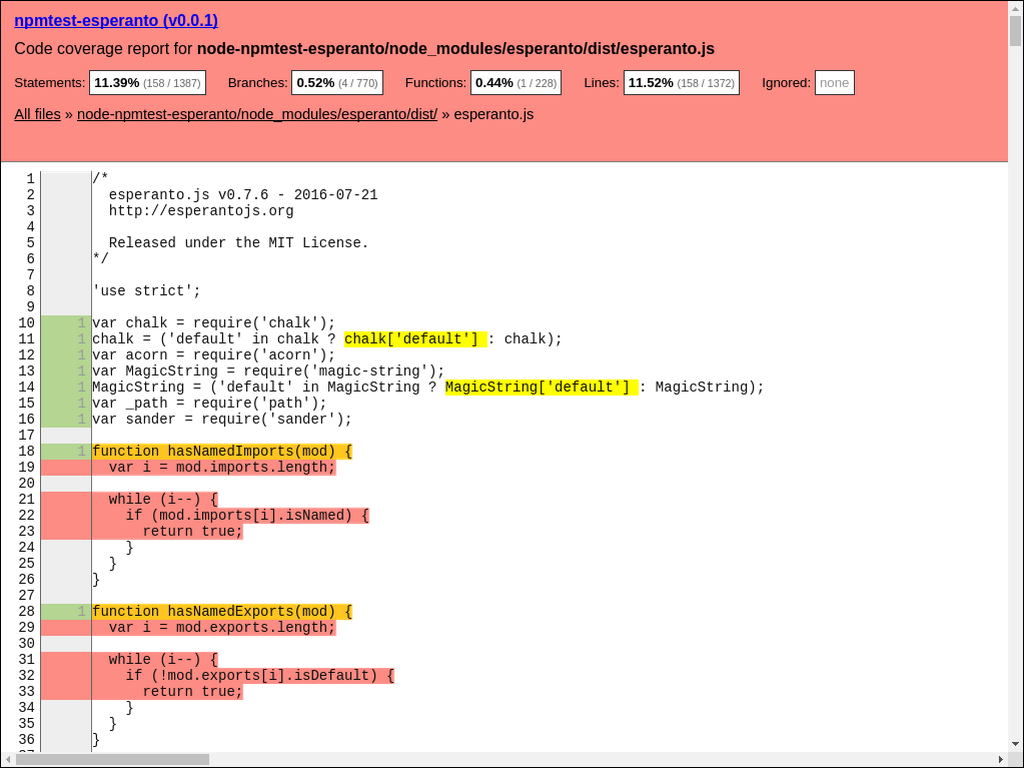 npmtest-esperanto (v0.0.1)
Code coverage report for node-npmtest-esperanto/node_modules/esperanto/dist/esperanto.js
Statements: 11.39% (158 / 1387) Branches: 0.52% (4 / 770) Functions: 0.44% (1 / 228) Lines: 11.52% (158 / 1372) Ignored: none
All files » node-npmtest-esperanto/node_modules/esperanto/dist/ » esperanto.js
1 /*
2   esperanto.js v0.7.6 - 2016-07-21
3   http://esperantojs.org
4
5   Released under the MIT License.
6 */
7
8 'use strict';
9
10 1 var chalk = require('chalk');
11 1 chalk = ('default' in chalk ? chalk['default'] : chalk);
12 1 var acorn = require('acorn');
13 1 var MagicString = require('magic-string');
14 1 MagicString = ('default' in MagicString ? MagicString['default'] : MagicString);
15 1 var _path = require('path');
16 1 var sander = require('sander');
17
18 1 function hasNamedImports(mod) {
19   var i = mod.imports.length;
20
21   while (i--) {
22     if (mod.imports[i].isNamed) {
23       return true;
24     }
25   }
26 }
27
28 1 function hasNamedExports(mod) {
29   var i = mod.exports.length;
30
31   while (i--) {
32     if (!mod.exports[i].isDefault) {
33       return true;
34     }
35   }
36 }